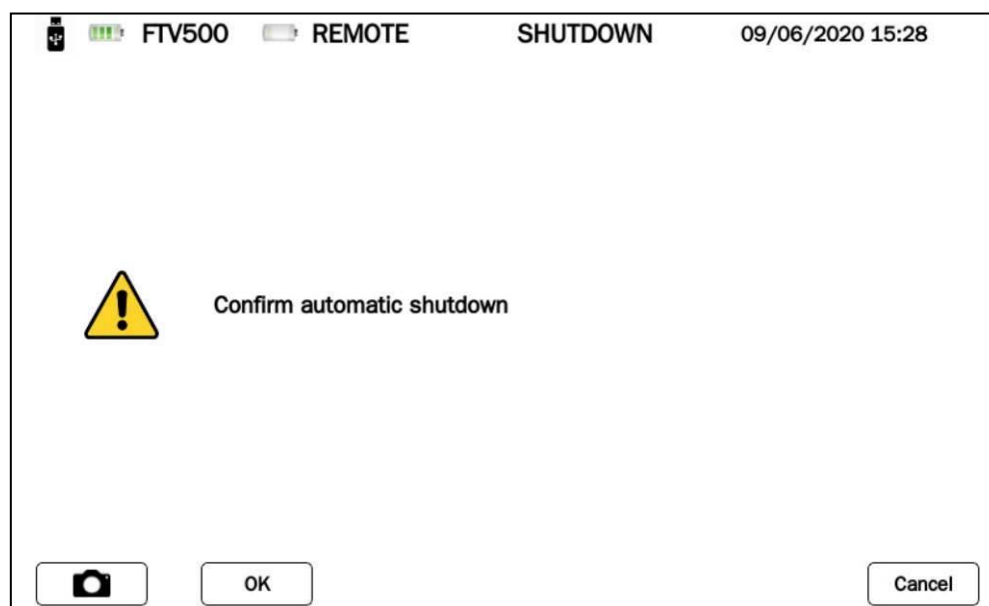 FTV500 REMOTE SHUTDOWN 09/06/2020 15:28
Confirm automatic shutdown
OK Cancel